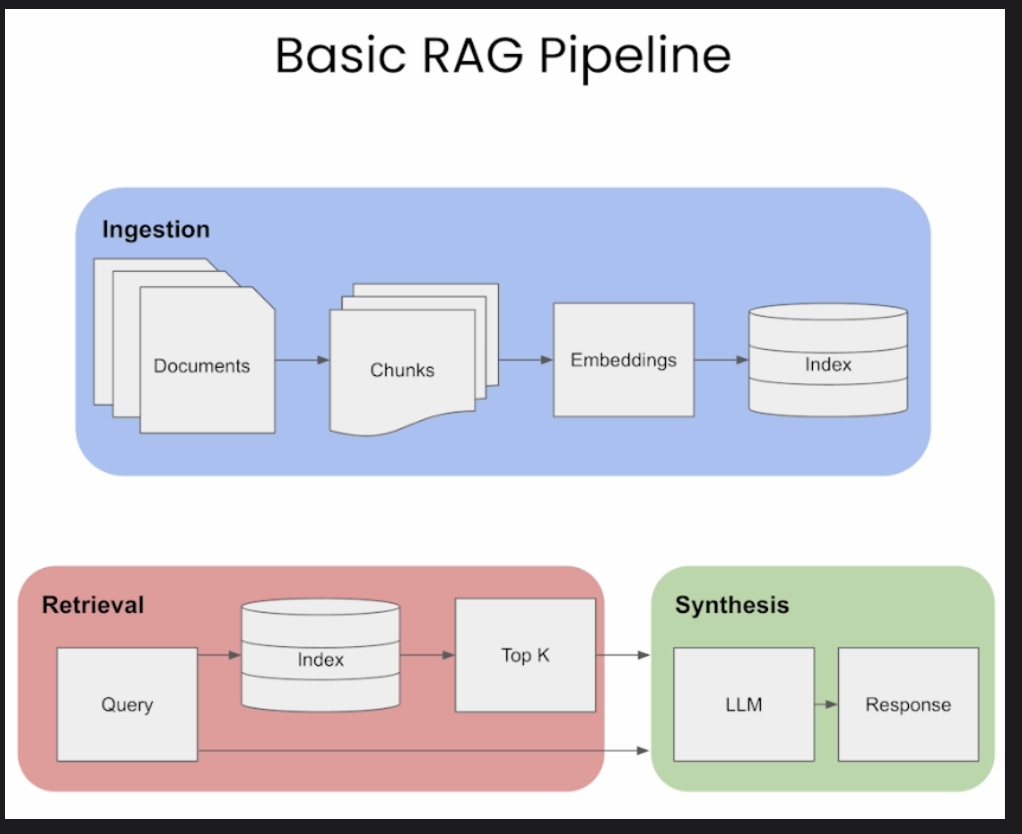 Basic RAG Pipeline
Ingestion
Documents
Chunks
Embeddings
Index
Retrieval
Query
Index
Top K
Synthesis
LLM
Response